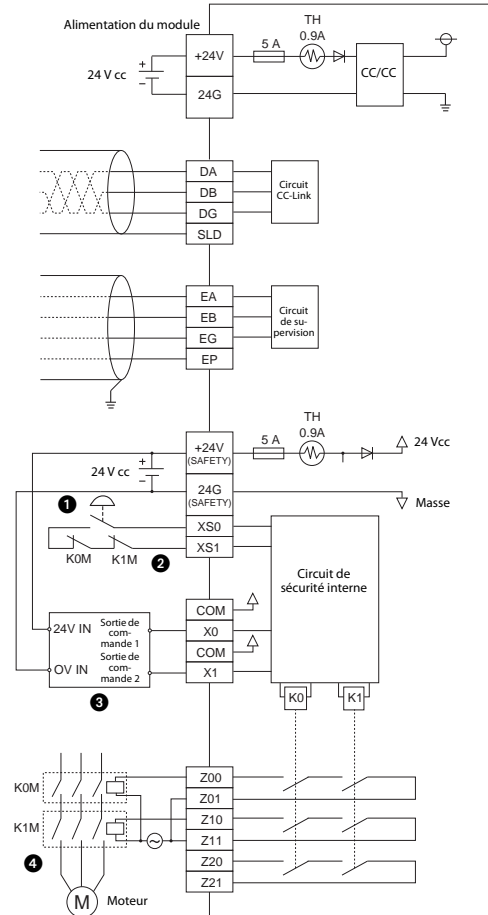 Alimentation du module
24 V cc
+
−
+24V
24G
5 A
TH
0.9A
CC/CC
DA
DB
DG
SLD
Circuit
CC-Link
EA
EB
EG
EP
Circuit
de su-
pervision
24 V cc
+
−
+24V
(SAFETY)
24G
(SAFETY)
5 A
TH
0.9A
24 Vcc
Masse
1
K0M
K1M
2
XS0
XS1
Circuit de
sécurité interne
COM
X0
COM
X1
24V IN
OV IN
Sortie de
com-
mande 1
Sortie de
com-
mande 2
3
K0
K1
K0M
K1M
4
M
Moteur
~
Z00
Z01
Z10
Z11
Z20
Z21